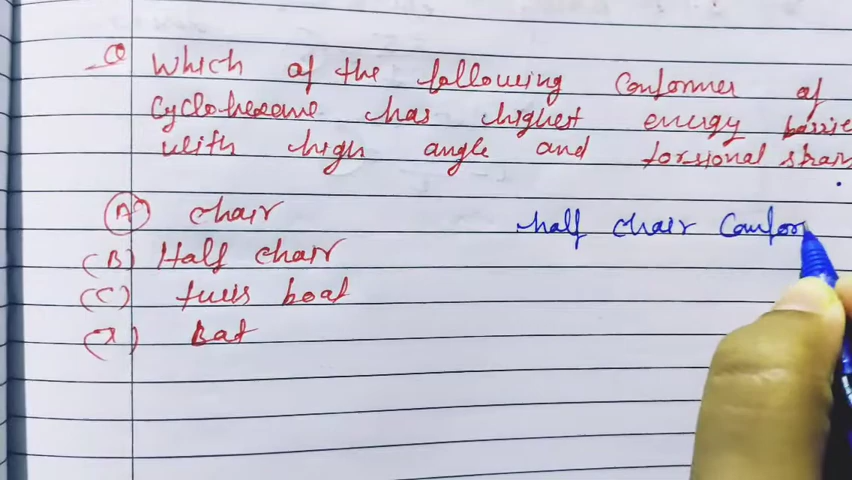 Q Which of the following Conformer of
Cyclohexane has highest energy barrie
with high angle and torsional strain
(A) chair
half chair Confor
(B) Half chair
(C) twis boat
Boat